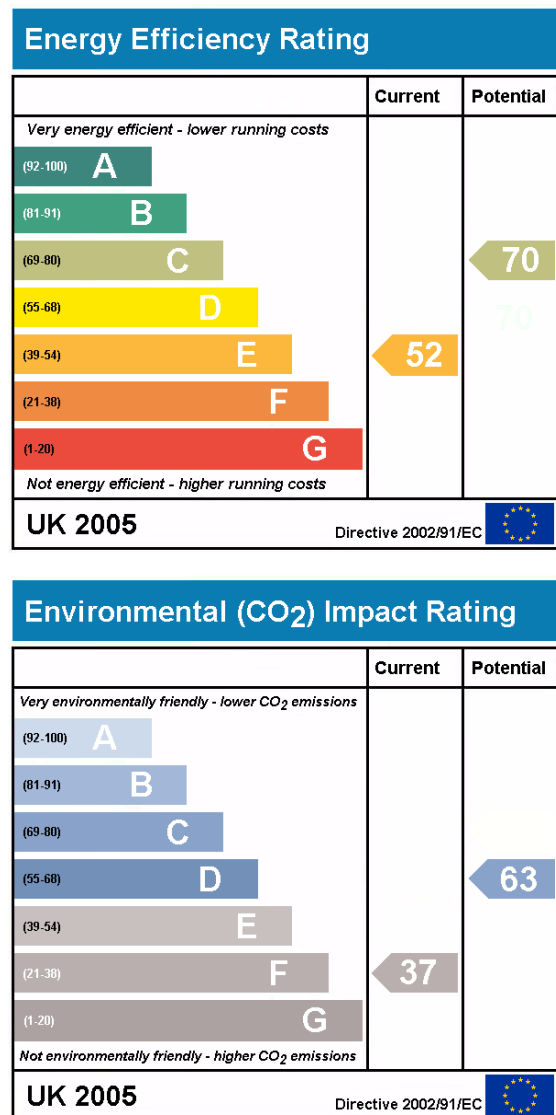 Energy Efficiency Rating
Current Potential
Very energy efficient - lower running costs
(92-100) A
(81-91) B
(69-80) C 70
(55-68) D 70
(39-54) E 52
(21-38) F
(1-20) G
Not energy efficient - higher running costs
UK 2005 Directive 2002/91/EC
Environmental (CO2) Impact Rating
Current Potential
Very environmentally friendly - lower CO2 emissions
(92-100) A
(81-91) B
(69-80) C
(55-68) D 63
(39-54) E
(21-38) F 37
(1-20) G
Not environmentally friendly - higher CO2 emissions
UK 2005 Directive 2002/91/EC